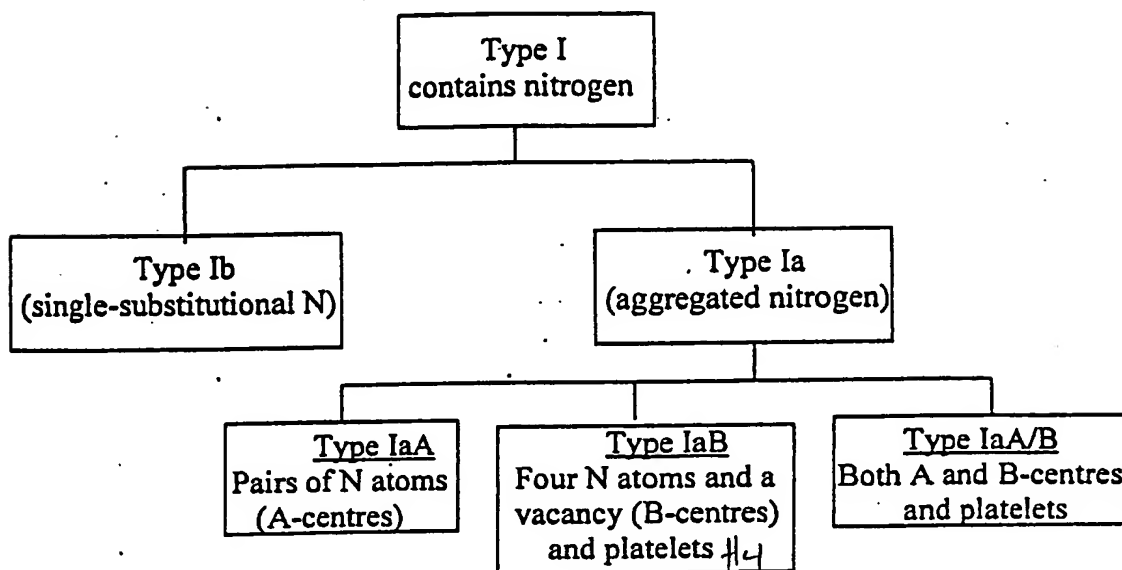 Type I
contains nitrogen
Type Ib
(single-substitutional N)
Type Ia
(aggregated nitrogen)
Type IaA
Pairs of N atoms
(A-centres)
Type IaB
Four N atoms and a
vacancy (B-centres)
and platelets H4
Type IaA/B
Both A and B-centres
and platelets